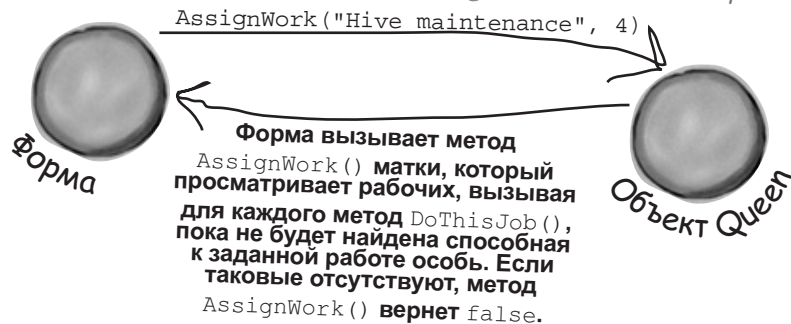 AssignWork("Hive maintenance", 4)
Форма
Объект Queen
Форма вызывает метод
AssignWork() матки, который
просматривает рабочих, вызывая
для каждого метод DoThisJob(),
пока не будет найдена способная
к заданной работе особь. Если
таковые отсутствуют, метод
AssignWork() вернет false.